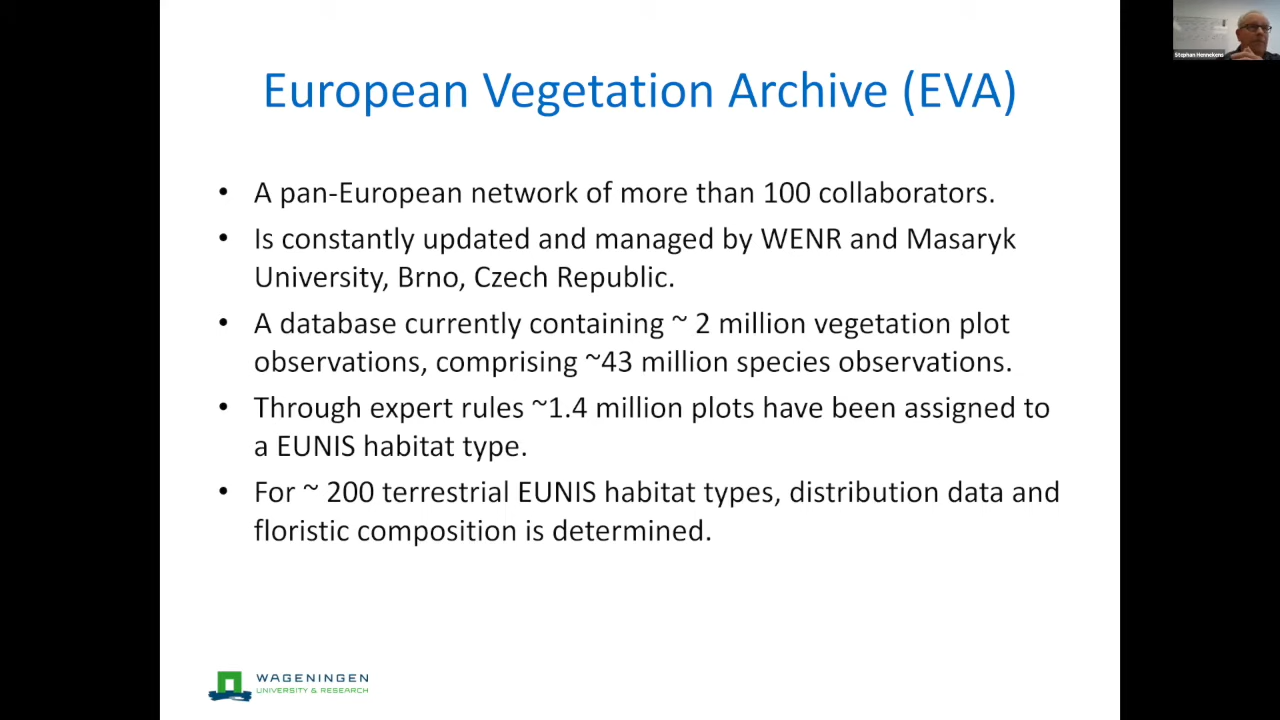 Stephan Hennekens
European Vegetation Archive (EVA)
• A pan-European network of more than 100 collaborators.
• Is constantly updated and managed by WENR and Masaryk
University, Brno, Czech Republic.
• A database currently containing ~ 2 million vegetation plot
observations, comprising ~43 million species observations.
• Through expert rules ~1.4 million plots have been assigned to
a EUNIS habitat type.
• For ~ 200 terrestrial EUNIS habitat types, distribution data and
floristic composition is determined.
WAGENINGEN
UNIVERSITY & RESEARCH